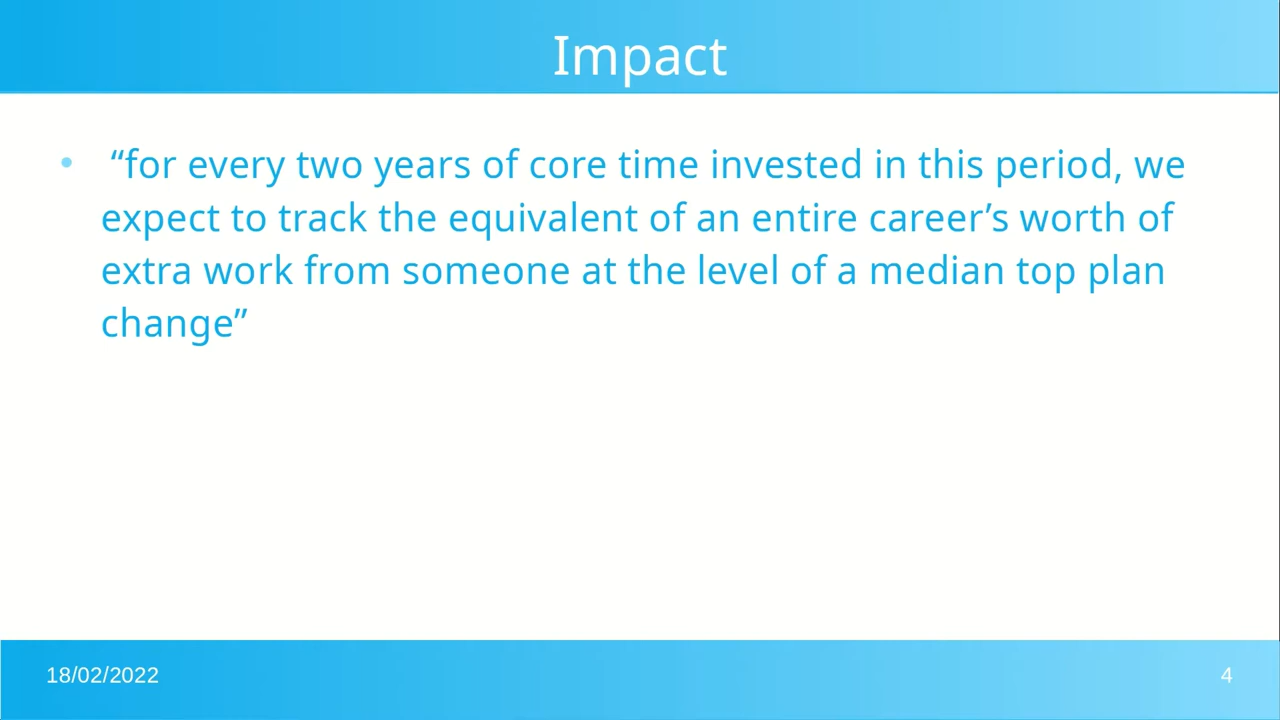 Impact
• “for every two years of core time invested in this period, we
expect to track the equivalent of an entire career’s worth of
extra work from someone at the level of a median top plan
change”
18/02/2022
4